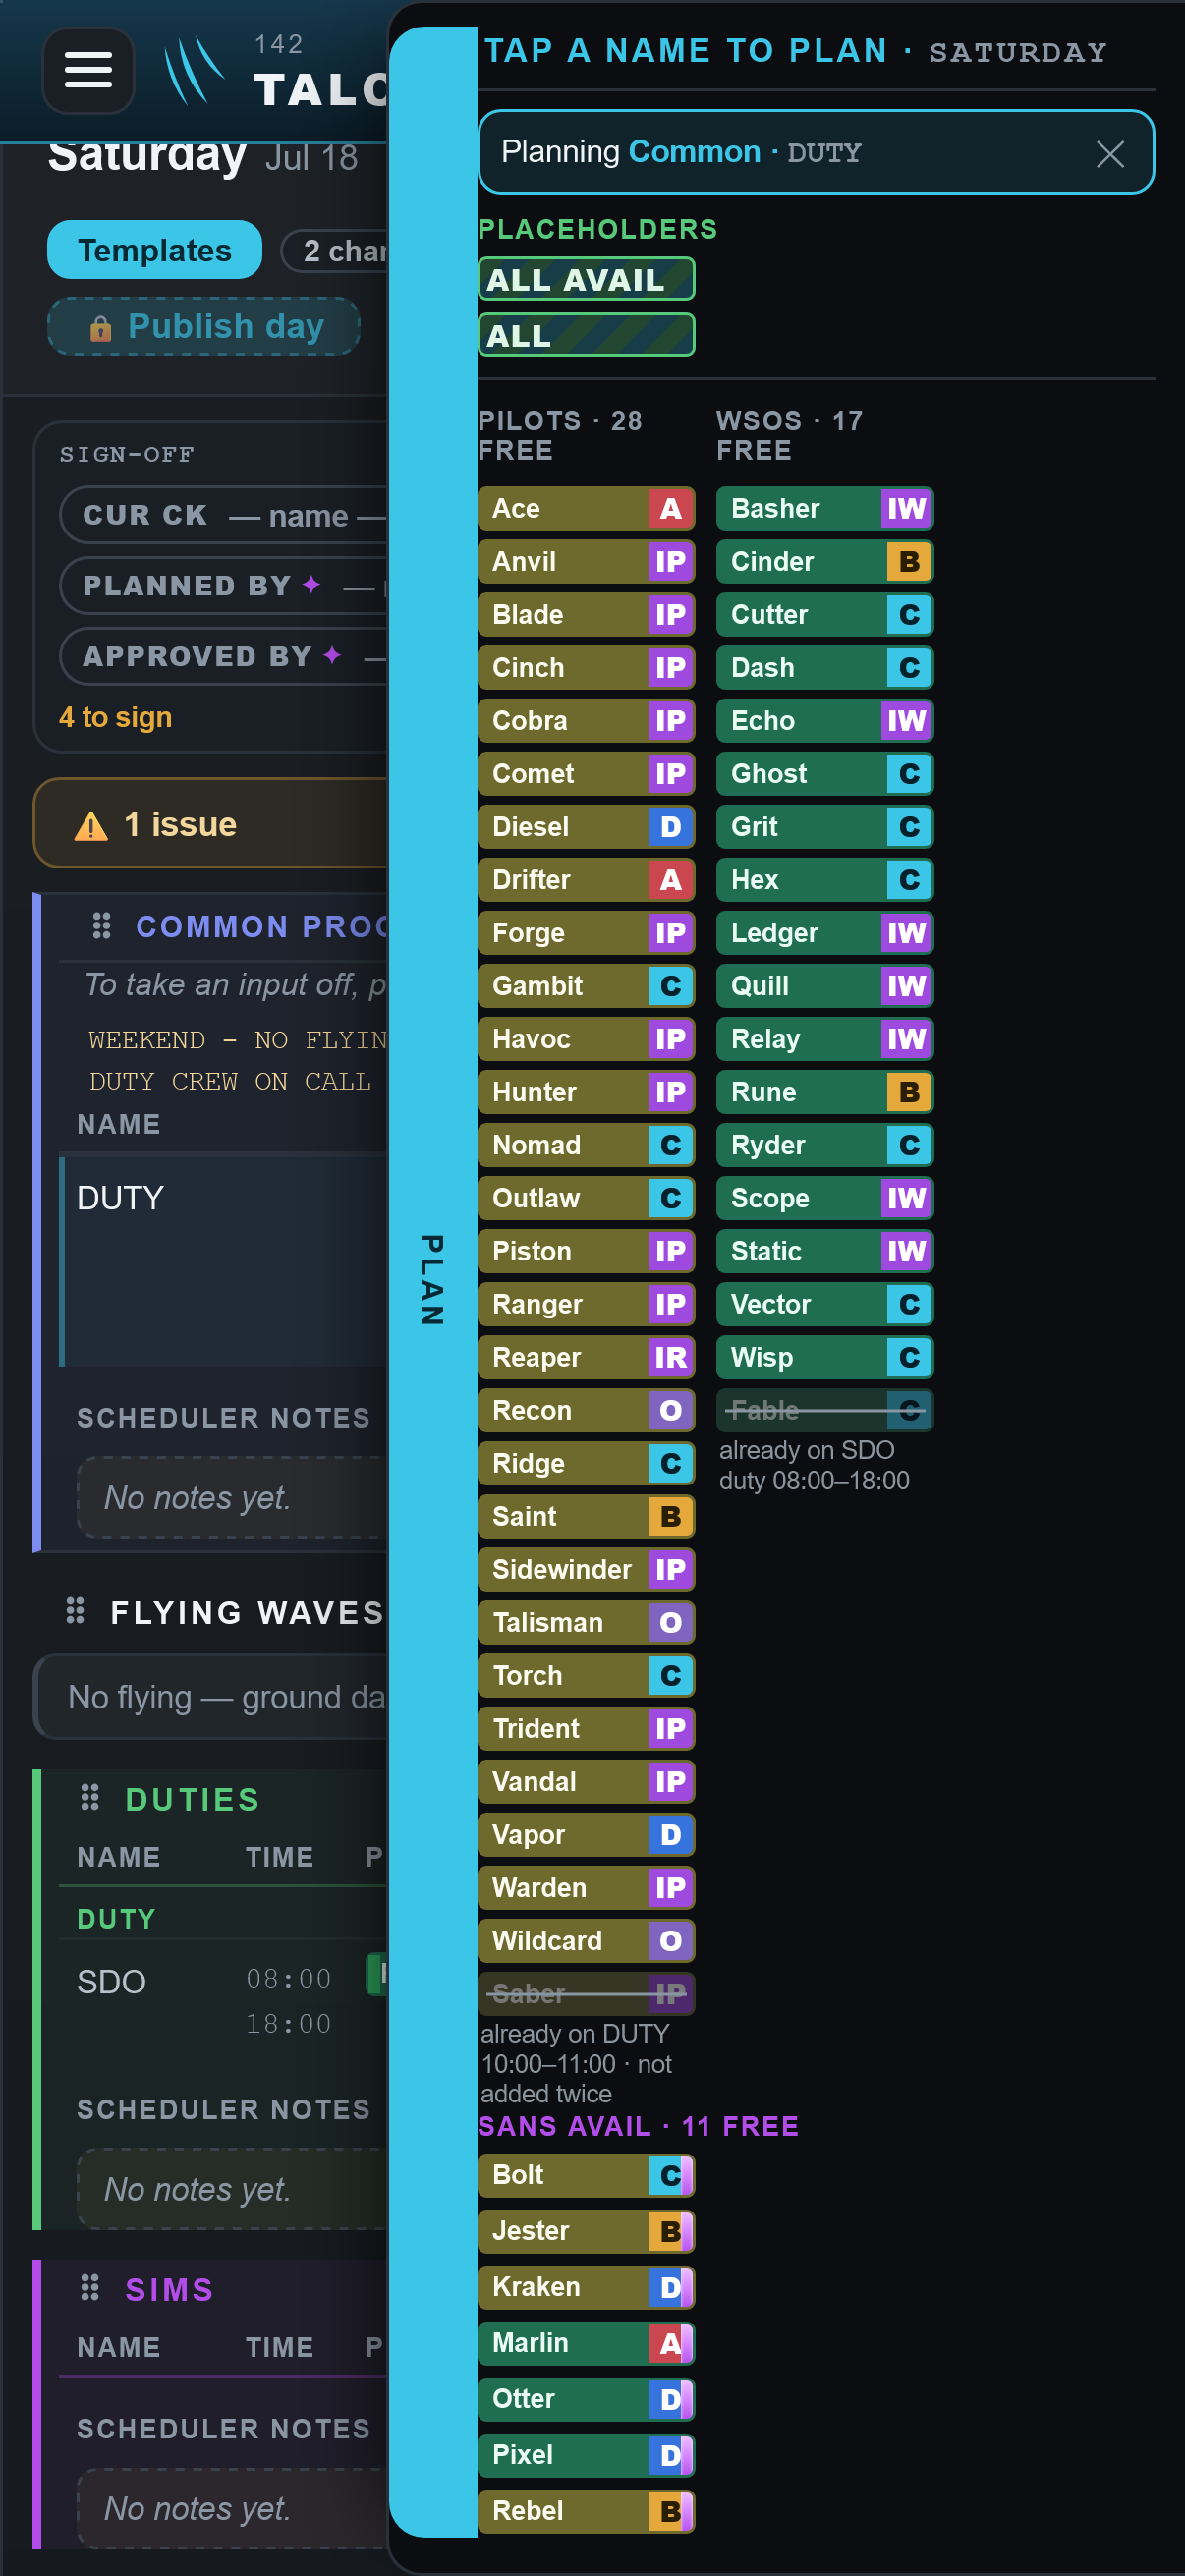 142
TALO
Saturday Jul 18
Templates
2 char
Publish day
SIGN-OFF
CUR CK — name —
PLANNED BY ✦ —
APPROVED BY ✦ —
4 to sign
1 issue
COMMON PROG
To take an input off, p
WEEKEND – NO FLYIN
DUTY CREW ON CALL
NAME
DUTY
SCHEDULER NOTES
No notes yet.
FLYING WAVES
No flying — ground da
DUTIES
NAME TIME P
DUTY
SDO 08:00
18:00
SCHEDULER NOTES
No notes yet.
SIMS
NAME TIME P
SCHEDULER NOTES
No notes yet.
PLAN
TAP A NAME TO PLAN · SATURDAY
Planning Common · DUTY
PLACEHOLDERS
ALL AVAIL
ALL
PILOTS · 28
FREE
Ace A
Anvil IP
Blade IP
Cinch IP
Cobra IP
Comet IP
Diesel D
Drifter A
Forge IP
Gambit C
Havoc IP
Hunter IP
Nomad C
Outlaw C
Piston IP
Ranger IP
Reaper IR
Recon O
Ridge C
Saint B
Sidewinder IP
Talisman O
Torch C
Trident IP
Vandal IP
Vapor D
Warden IP
Wildcard O
Saber IP
already on DUTY
10:00–11:00 · not
added twice
WSOS · 17
FREE
Basher IW
Cinder B
Cutter C
Dash C
Echo IW
Ghost C
Grit C
Hex C
Ledger IW
Quill IW
Relay IW
Rune B
Ryder C
Scope IW
Static IW
Vector C
Wisp C
Fable C
already on SDO
duty 08:00–18:00
SANS AVAIL · 11 FREE
Bolt C
Jester B
Kraken D
Marlin A
Otter D
Pixel D
Rebel B